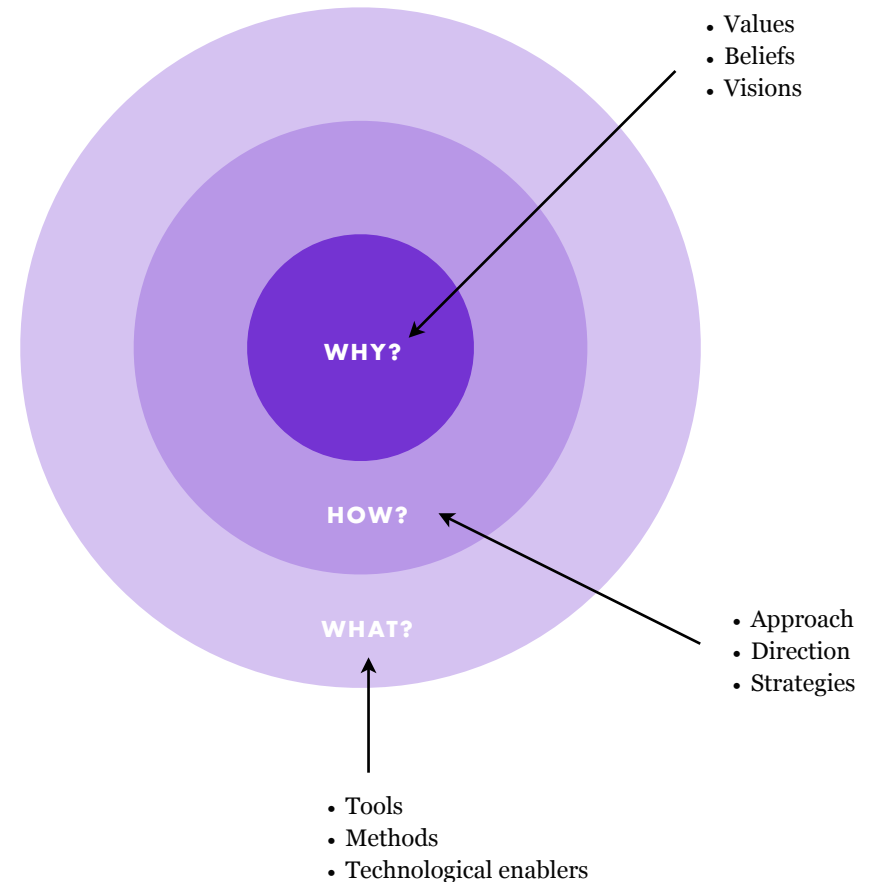 • Values
• Beliefs
• Visions
WHY?
HOW?
WHAT?
• Approach
• Direction
• Strategies
• Tools
• Methods
• Technological enablers